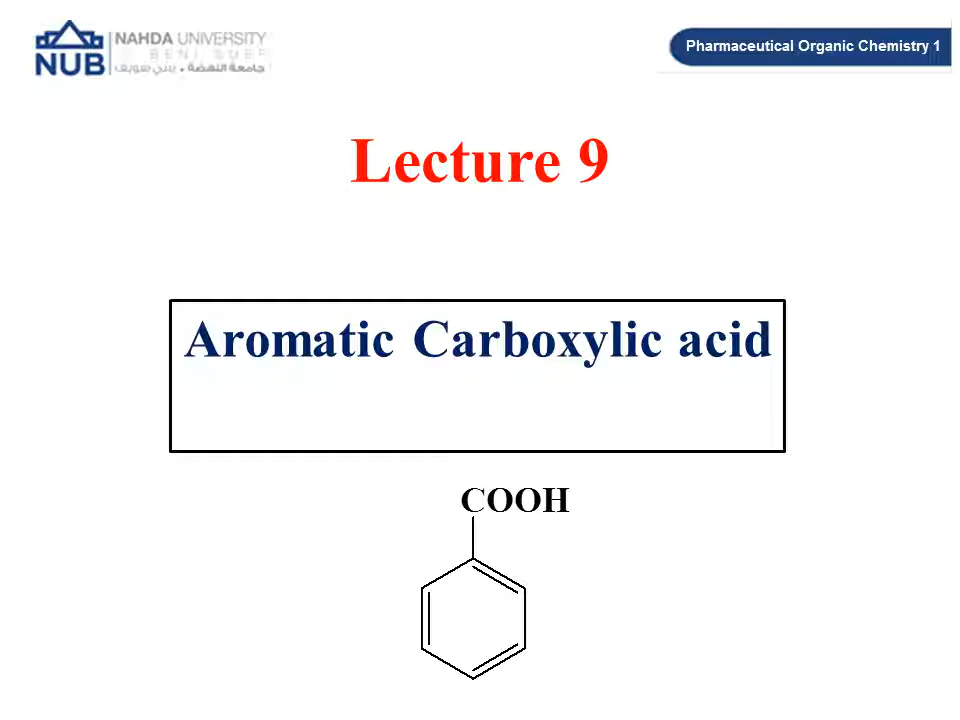 NUB
NAHDA UNIVERSITY
BENI SUEF
جامعة النهضة • بني سويف
Pharmaceutical Organic Chemistry 1
Lecture 9
Aromatic Carboxylic acid
COOH